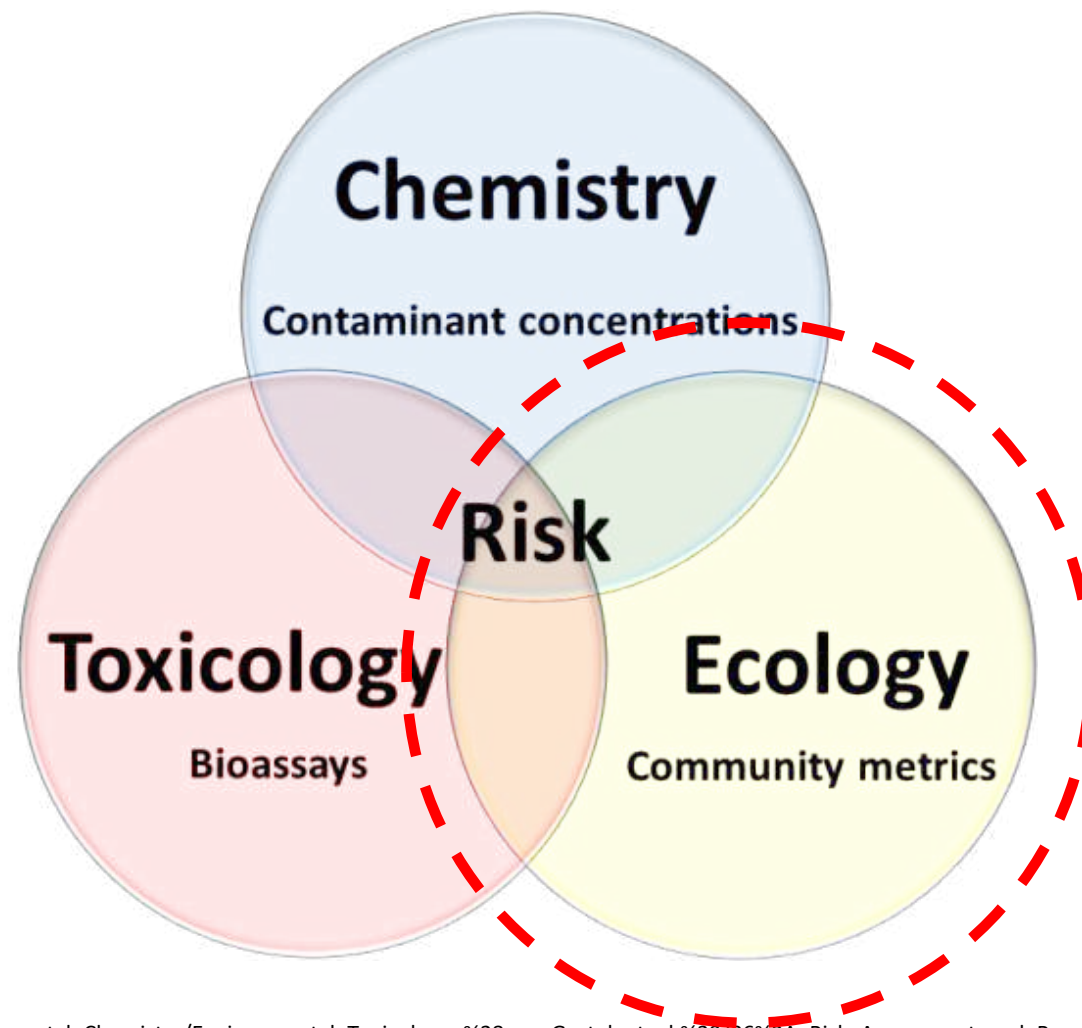 Chemistry
Contaminant concentrations
Risk
Toxicology
Ecology
Bioassays
Community metrics